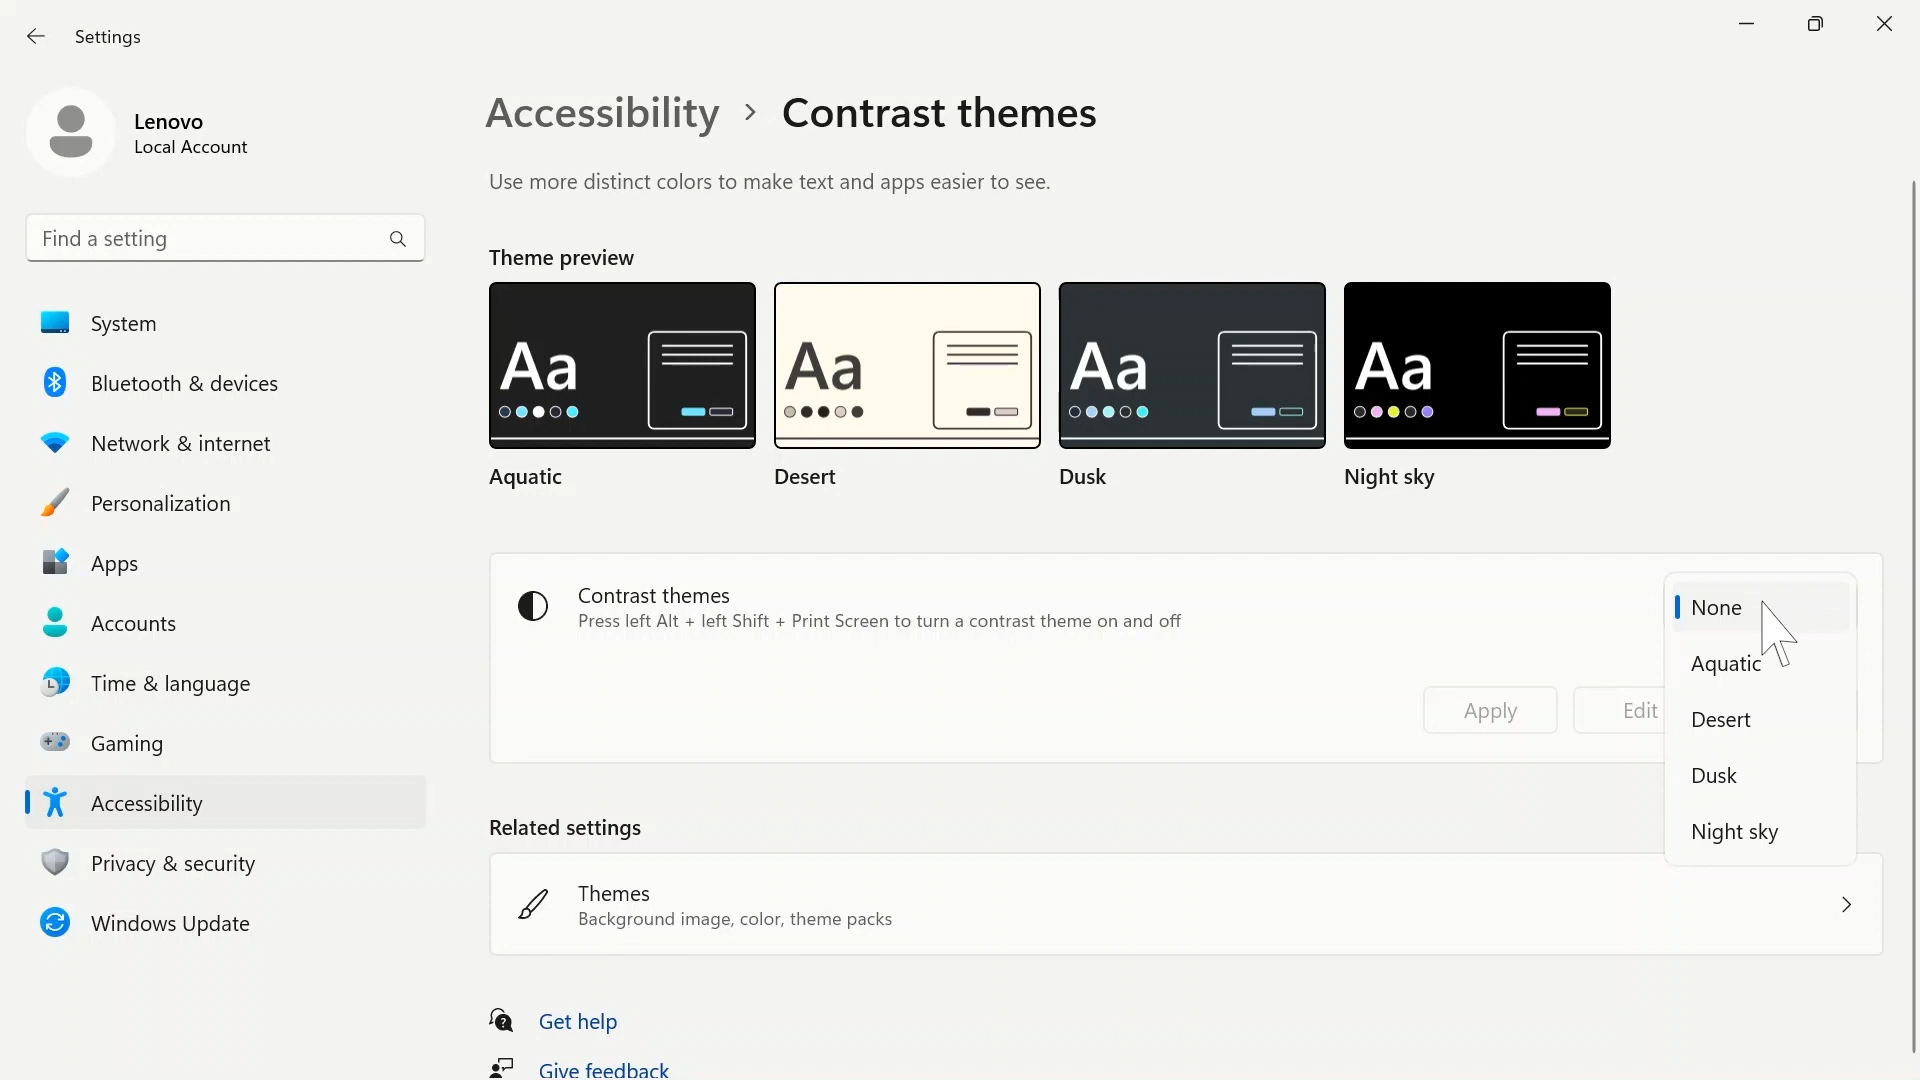 Settings
Lenovo
Local Account
Find a setting
System
Bluetooth & devices
Network & internet
Personalization
Apps
Accounts
Time & language
Gaming
Accessibility
Privacy & security
Windows Update
Accessibility > Contrast themes
Use more distinct colors to make text and apps easier to see.
Theme preview
Aa Aa Aa Aa
Aquatic Desert Dusk Night sky
Contrast themes
Press left Alt + left Shift + Print Screen to turn a contrast theme on and off
Apply Edit
None
Aquatic
Desert
Dusk
Night sky
Related settings
Themes
Background image, color, theme packs
Get help
Give feedback